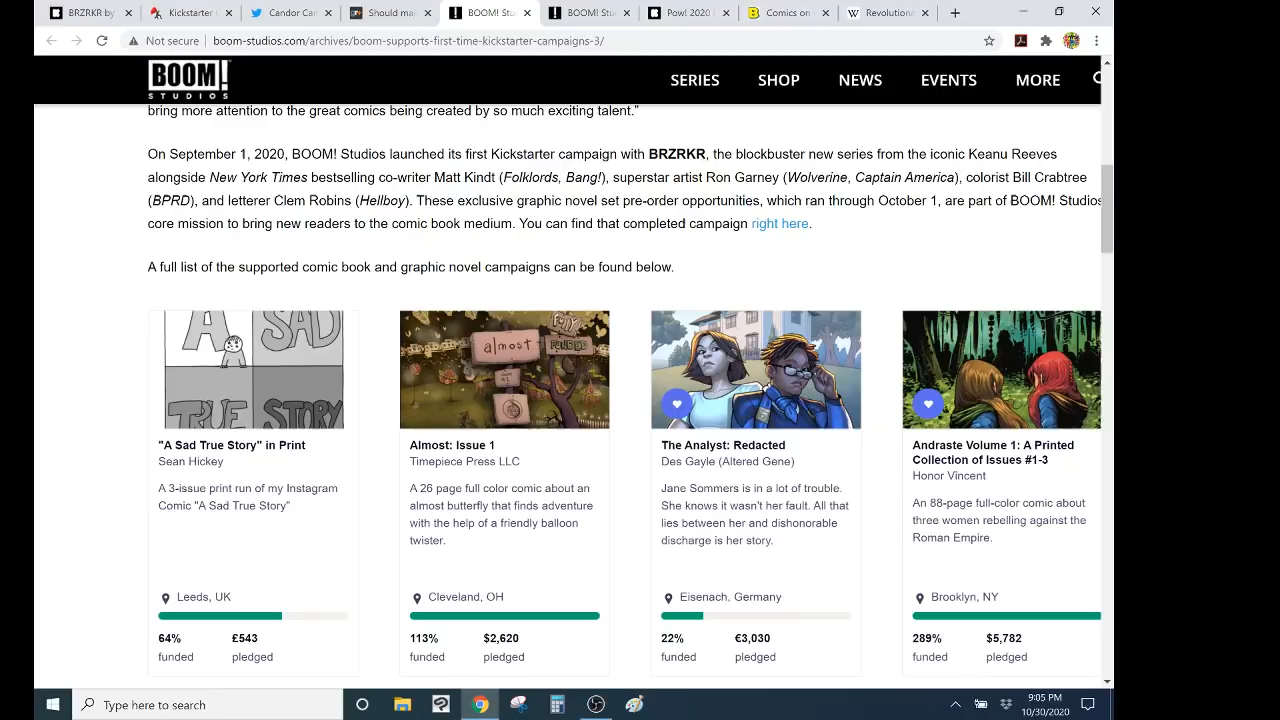 BRZRKR by
Kickstarter C
Candor Can
Should ma
BOOM! Stu
BOOM! Stu
Pow! 2020 I
Comics on
Revolutiona
Not secure | boom-studios.com/archives/boom-supports-first-time-kickstarter-campaigns-3/
BOOM!
STUDIOS
SERIES SHOP NEWS EVENTS MORE
bring more attention to the great comics being created by so much exciting talent."
On September 1, 2020, BOOM! Studios launched its first Kickstarter campaign with BRZRKR, the blockbuster new series from the iconic Keanu Reeves
alongside New York Times bestselling co-writer Matt Kindt (Folklords, Bang!), superstar artist Ron Garney (Wolverine, Captain America), colorist Bill Crabtree
(BPRD), and letterer Clem Robins (Hellboy). These exclusive graphic novel set pre-order opportunities, which ran through October 1, are part of BOOM! Studios
core mission to bring new readers to the comic book medium. You can find that completed campaign right here.
A full list of the supported comic book and graphic novel campaigns can be found below.
A SAD
TRUE STORY
"A Sad True Story" in Print
Sean Hickey
A 3-issue print run of my Instagram
Comic "A Sad True Story"
Leeds, UK
64% £543
funded pledged
almost
FULLY
FUNDED
Almost: Issue 1
Timepiece Press LLC
A 26 page full color comic about an
almost butterfly that finds adventure
with the help of a friendly balloon
twister.
Cleveland, OH
113% $2,620
funded pledged
The Analyst: Redacted
Des Gayle (Altered Gene)
Jane Sommers is in a lot of trouble.
She knows it wasn't her fault. All that
lies between her and dishonorable
discharge is her story.
Eisenach, Germany
22% €3,030
funded pledged
Andraste Volume 1: A Printed
Collection of Issues #1-3
Honor Vincent
An 88-page full-color comic about
three women rebelling against the
Roman Empire.
Brooklyn, NY
289% $5,782
funded pledged
Type here to search
9:05 PM
10/30/2020